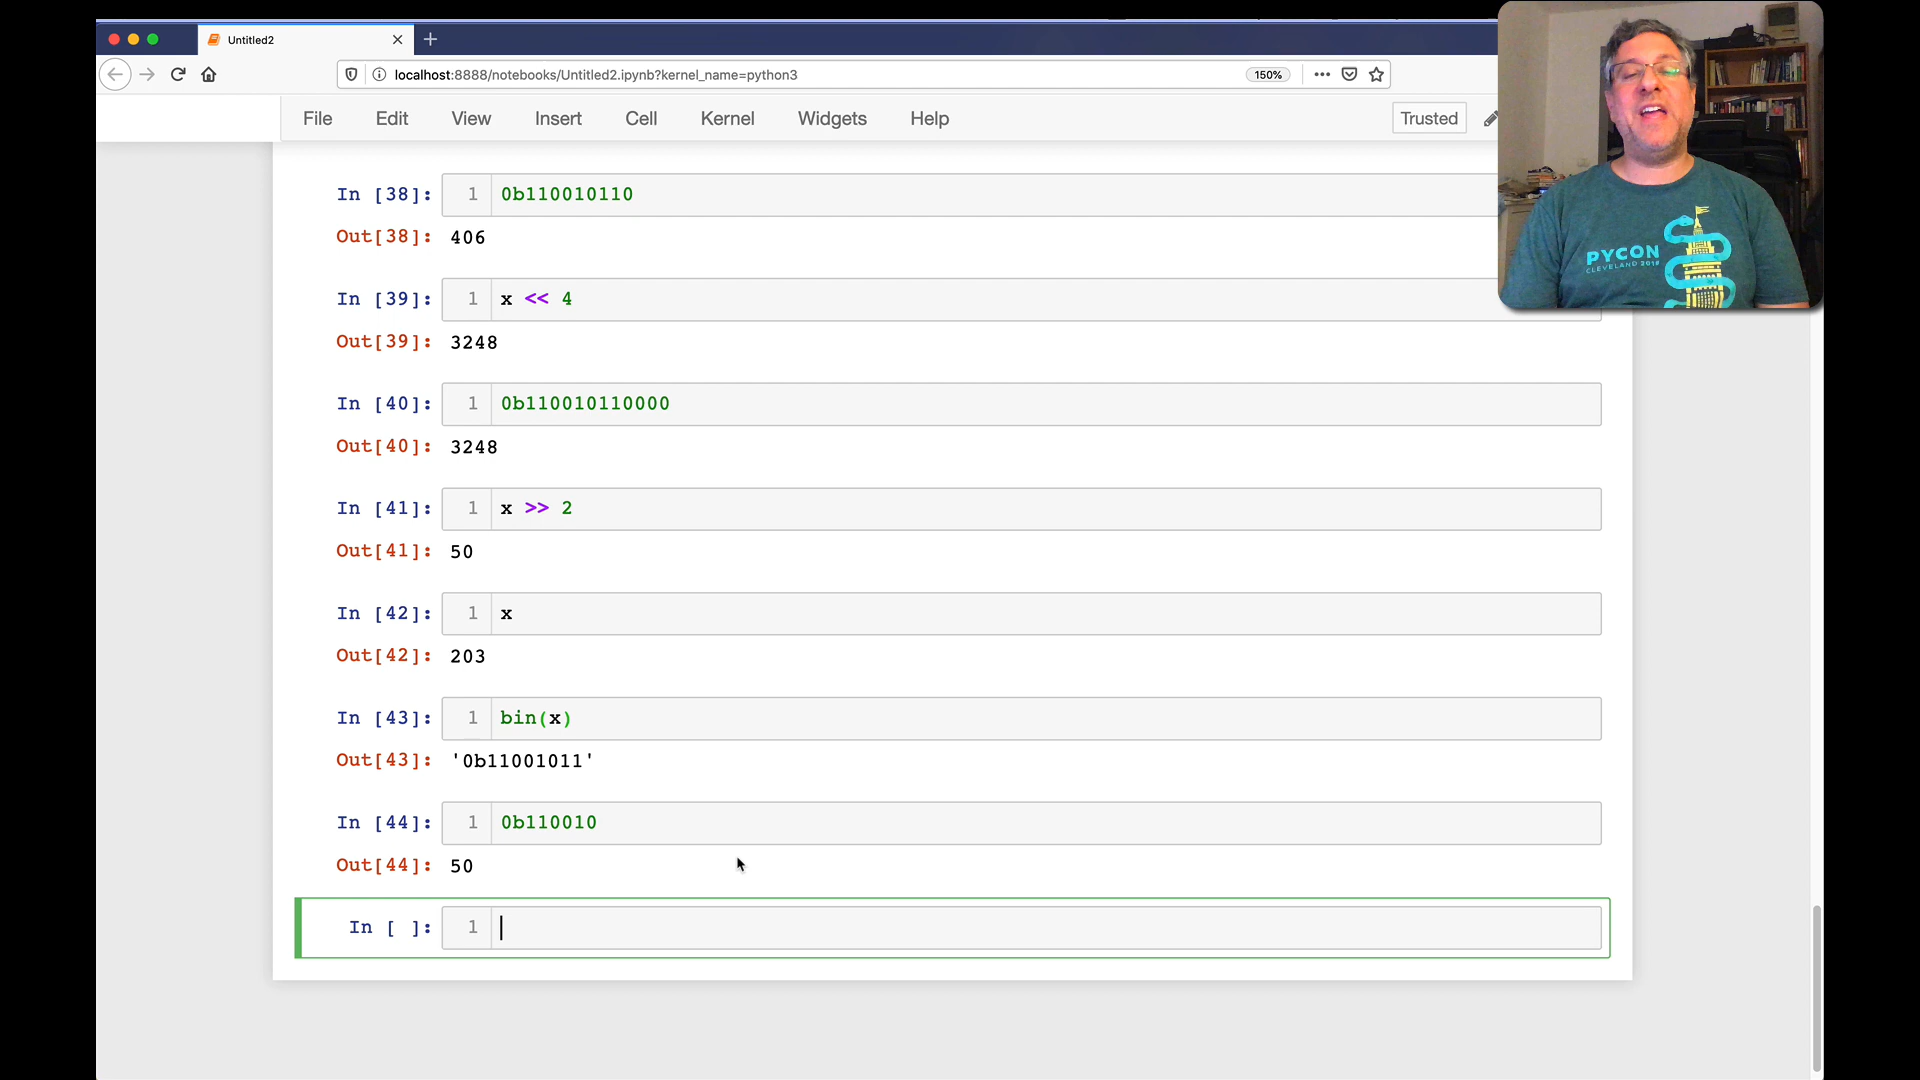 Untitled2
localhost:8888/notebooks/Untitled2.ipynb?kernel_name=python3
150%
File Edit View Insert Cell Kernel Widgets Help
Trusted
In [38]: 1 0b110010110
Out[38]: 406
In [39]: 1 x << 4
Out[39]: 3248
In [40]: 1 0b110010110000
Out[40]: 3248
In [41]: 1 x >> 2
Out[41]: 50
In [42]: 1 x
Out[42]: 203
In [43]: 1 bin(x)
Out[43]: '0b11001011'
In [44]: 1 0b110010
Out[44]: 50
In [ ]: 1
PYCON
CLEVELAND 2018